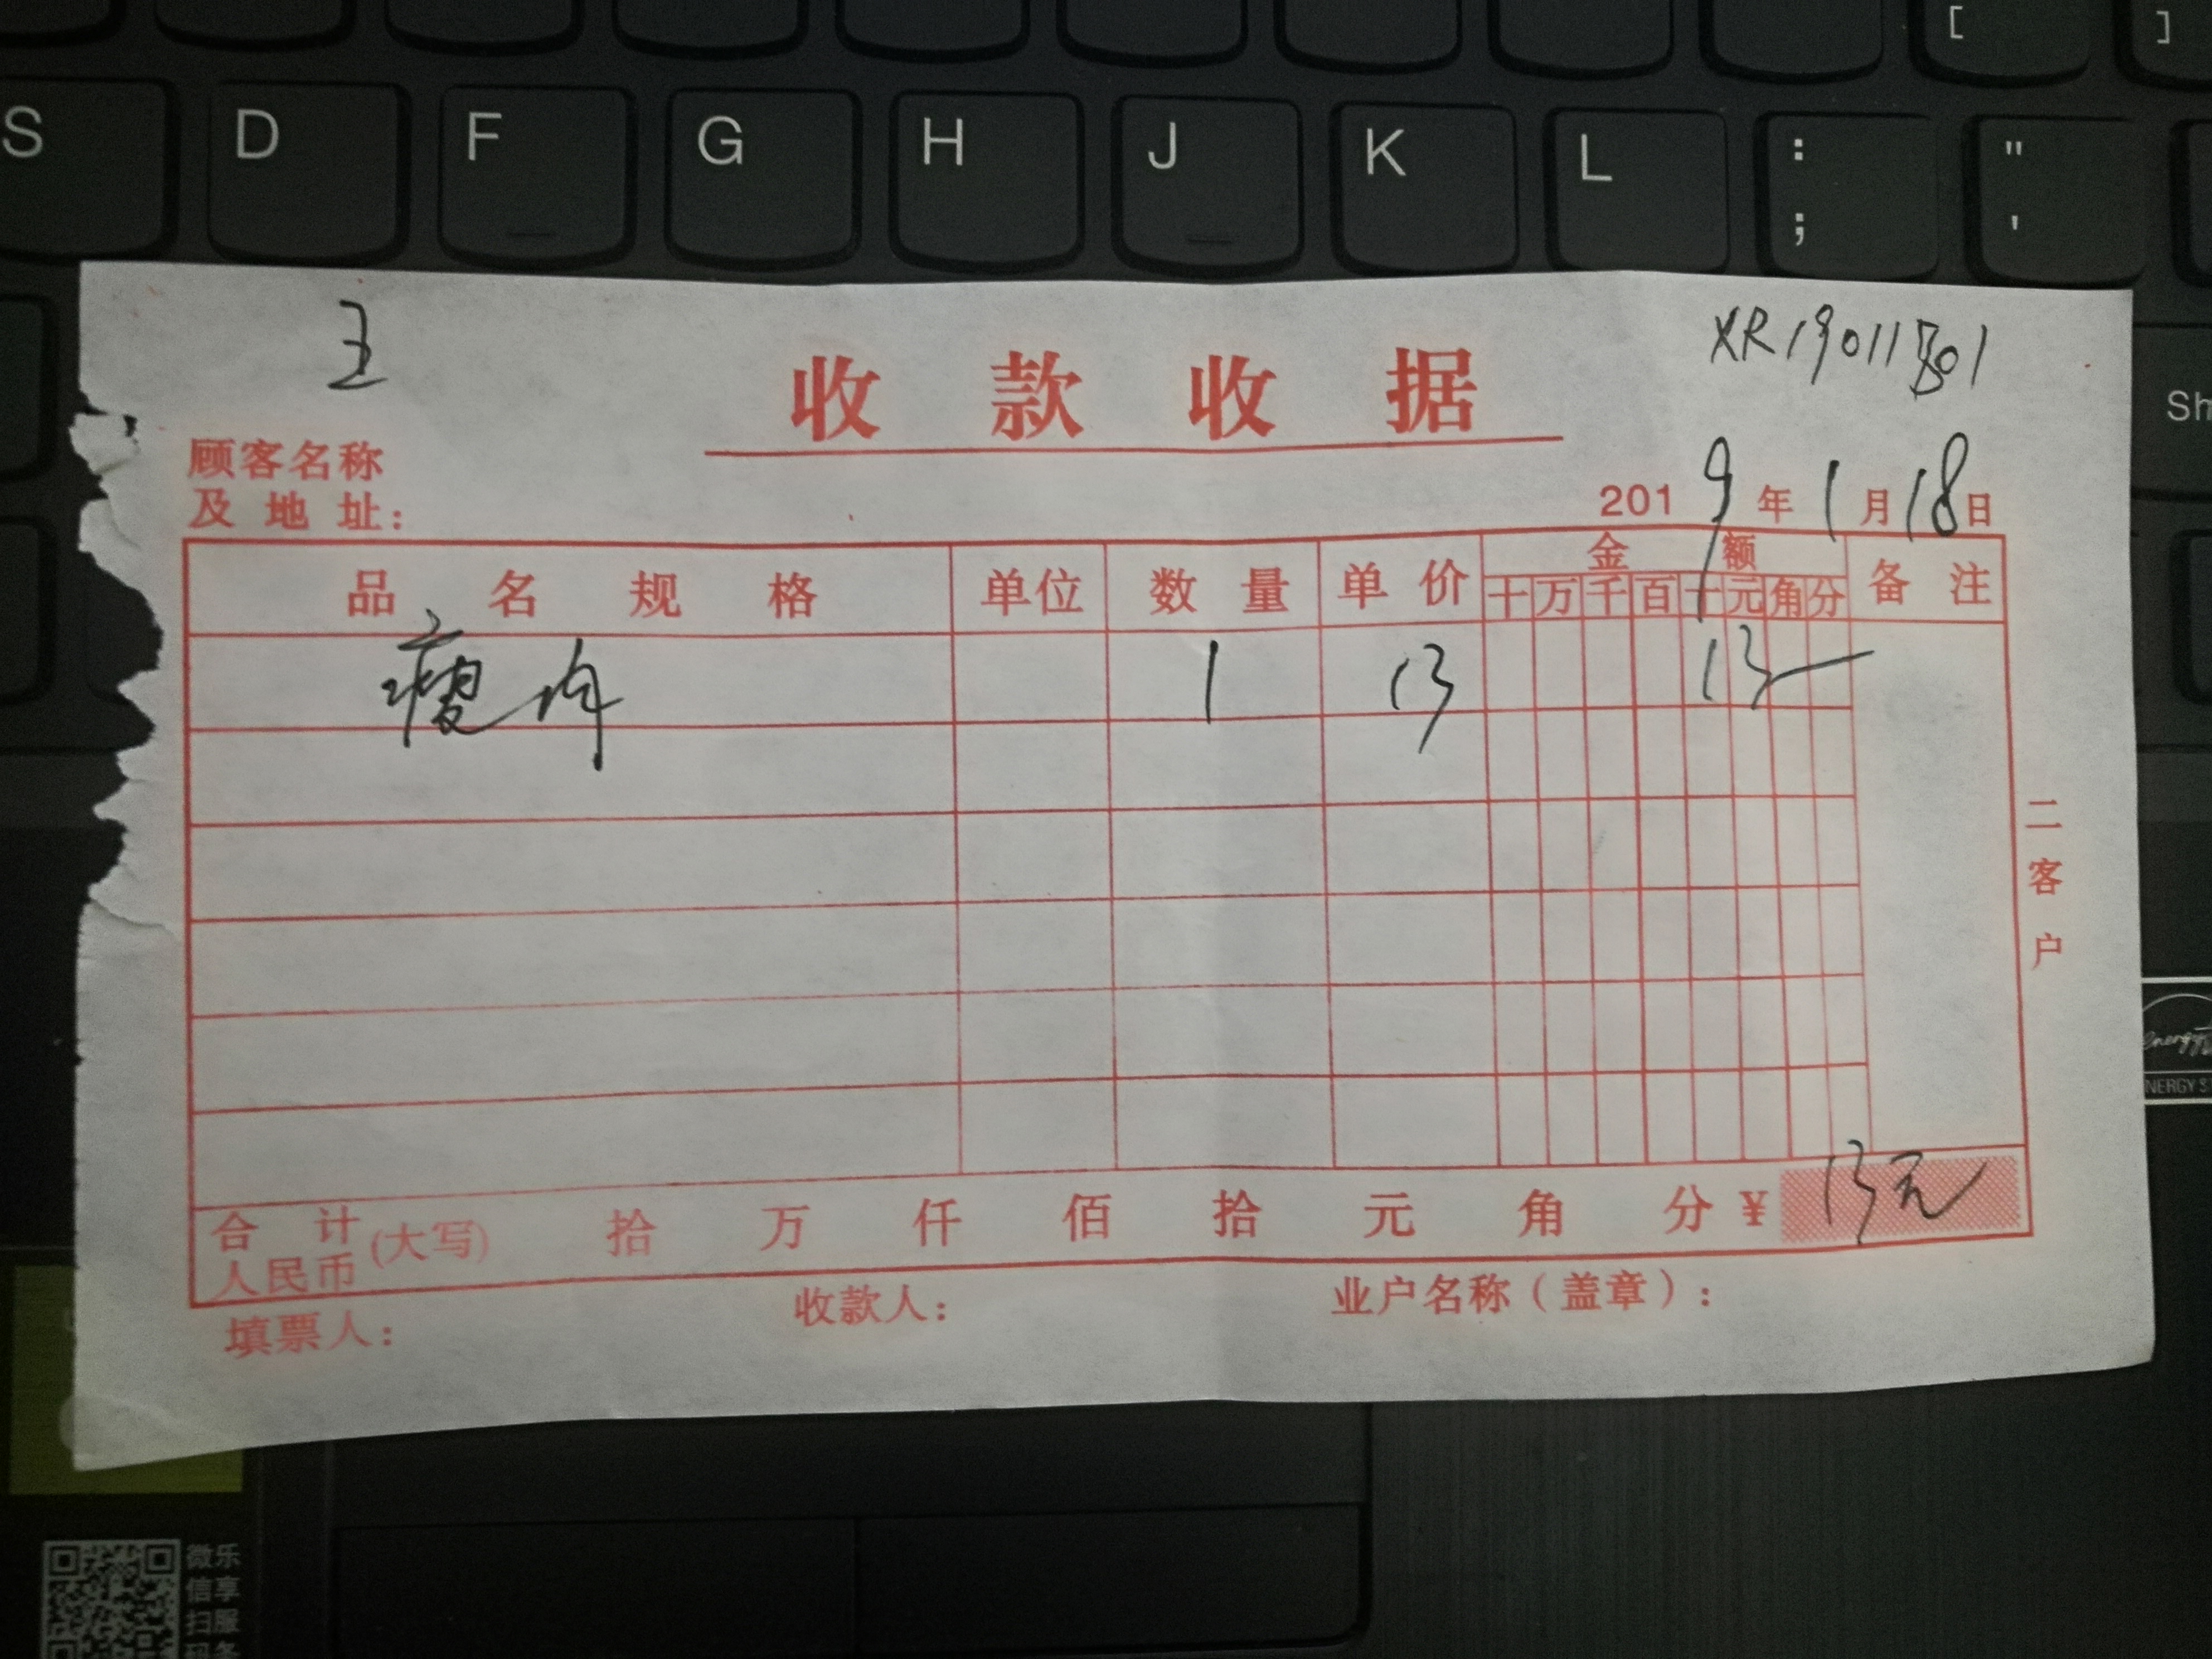 [ ]
S D F G H J K L : ;
" '
王
XR19011801
收款收据
顾客名称
及地址：
2019年1月18日
品名规格 单位 数量 单价 金额 备注
十万千百十元角分
瘦肉 1 13 13—
二客户
合计
人民币
(大写) 拾 万 仟 佰 拾 元 角 分 ¥ 13元
填票人： 收款人： 业户名称（盖章）：
Sh
微乐
信享
扫服
码务